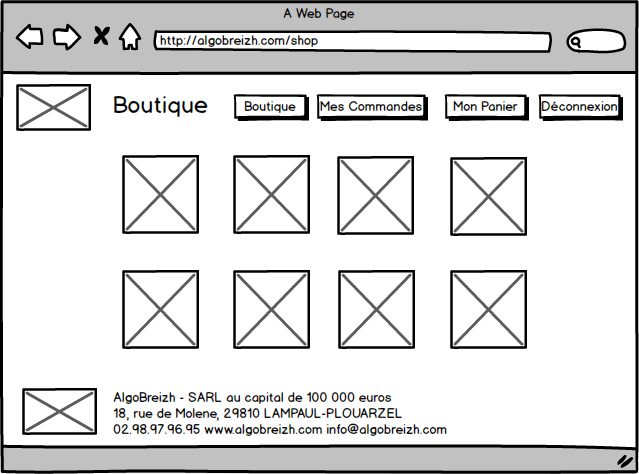 A Web Page
http://algobreizh.com/shop
Boutique
Boutique
Mes Commandes
Mon Panier
Déconnexion
AlgoBreizh - SARL au capital de 100 000 euros
18, rue de Molene, 29810 LAMPAUL-PLOUARZEL
02.98.97.96.95 www.algobreizh.com info@algobreizh.com